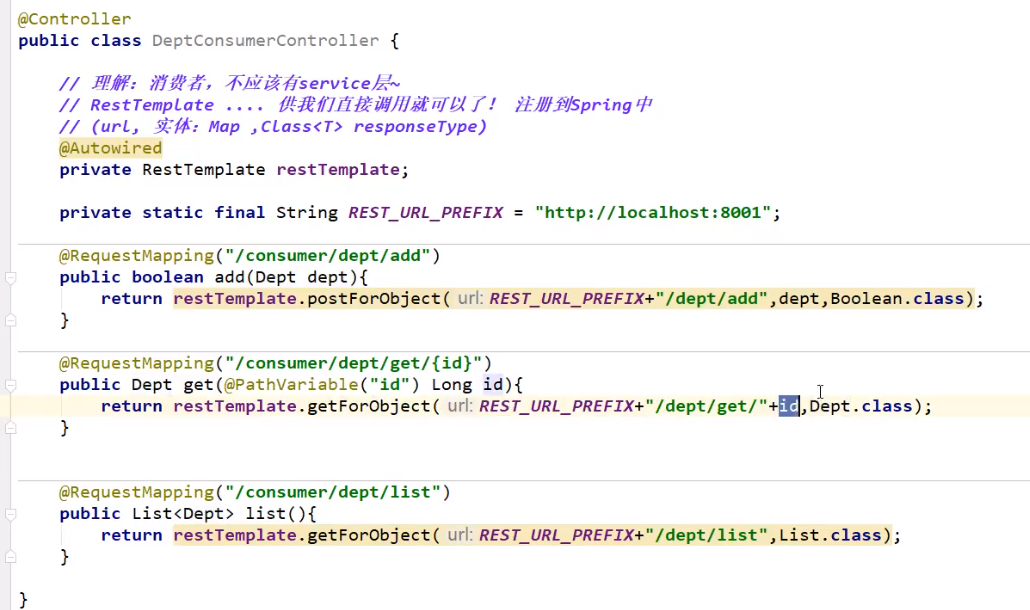 @Controller
public class DeptConsumerController {
// 理解：消费者，不应该有service层~
// RestTemplate .... 供我们直接调用就可以了！ 注册到Spring中
// (url, 实体：Map ,Class<T> responseType)
@Autowired
private RestTemplate restTemplate;
private static final String REST_URL_PREFIX = "http://localhost:8001";
@RequestMapping("/consumer/dept/add")
public boolean add(Dept dept){
return restTemplate.postForObject( url: REST_URL_PREFIX+"/dept/add",dept,Boolean.class);
}
@RequestMapping("/consumer/dept/get/{id}")
public Dept get(@PathVariable("id") Long id){
return restTemplate.getForObject( url: REST_URL_PREFIX+"/dept/get/"+id,Dept.class);
}
@RequestMapping("/consumer/dept/list")
public List<Dept> list(){
return restTemplate.getForObject( url: REST_URL_PREFIX+"/dept/list",List.class);
}
}